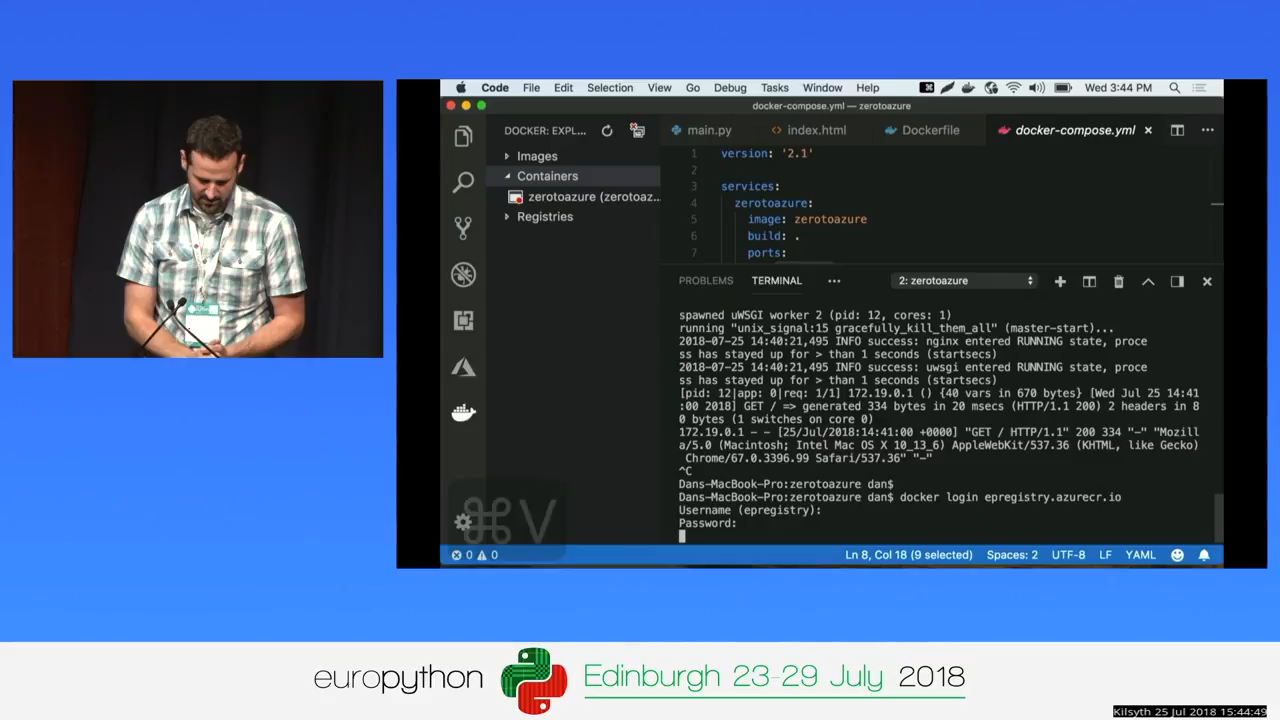 Code File Edit Selection View Go Debug Tasks Window Help Wed 3:44 PM
docker-compose.yml — zerotoazure
DOCKER: EXPL...
main.py index.html Dockerfile docker-compose.yml
Images
Containers
zerotoazure (zerotoaz...
Registries
1 version: '2.1'
2
3 services:
4 zerotoazure:
5 image: zerotoazure
6 build: .
7 ports:
PROBLEMS TERMINAL ... 2: zerotoazure
spawned uWSGI worker 2 (pid: 12, cores: 1)
running "unix_signal:15 gracefully_kill_them_all" (master-start)...
2018-07-25 14:40:21,495 INFO success: nginx entered RUNNING state, proce
ss has stayed up for > than 1 seconds (startsecs)
2018-07-25 14:40:21,495 INFO success: uwsgi entered RUNNING state, proce
ss has stayed up for > than 1 seconds (startsecs)
[pid: 12|app: 0|req: 1/1] 172.19.0.1 () {40 vars in 670 bytes} [Wed Jul 25 14:41
:00 2018] GET / => generated 334 bytes in 20 msecs (HTTP/1.1 200) 2 headers in 8
0 bytes (1 switches on core 0)
172.19.0.1 - - [25/Jul/2018:14:41:00 +0000] "GET / HTTP/1.1" 200 334 "-" "Mozill
a/5.0 (Macintosh; Intel Mac OS X 10_13_6) AppleWebKit/537.36 (KHTML, like Gecko)
Chrome/67.0.3396.99 Safari/537.36" "-"
^C
Dans-MacBook-Pro:zerotoazure dan$
Dans-MacBook-Pro:zerotoazure dan$ docker login epregistry.azurecr.io
Username (epregistry):
Password:
⌘V
0 0 Ln 8, Col 18 (9 selected) Spaces: 2 UTF-8 LF YAML
europython Edinburgh 23-29 July 2018
Kilsyth 25 Jul 2018 15:44:49